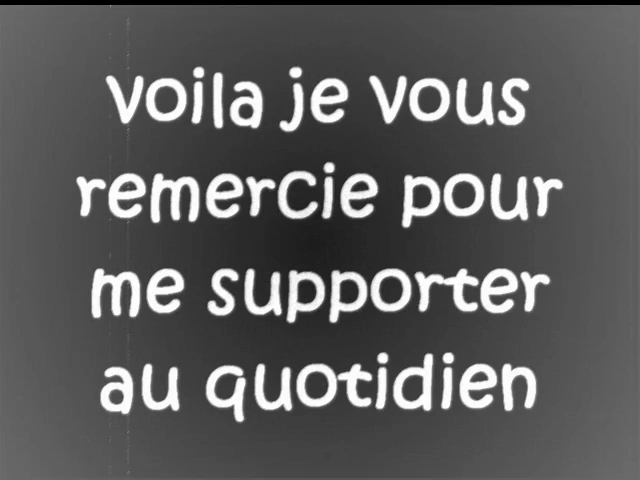 voila je vous
remercie pour
me supporter
au quotidien